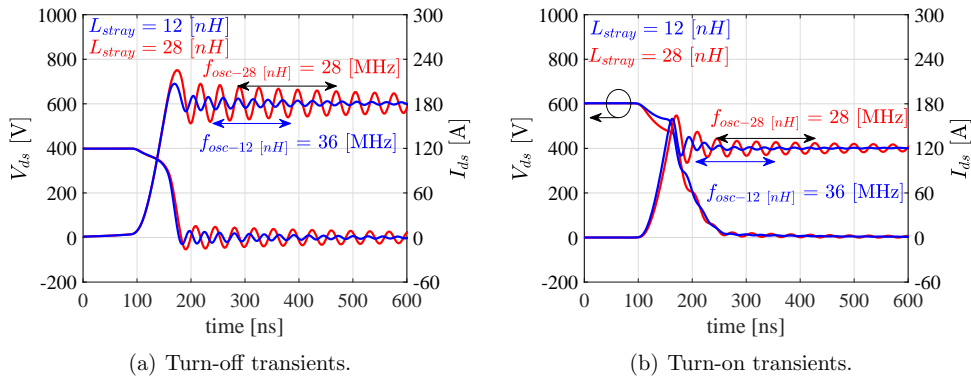 L_stray = 12 [nH]
L_stray = 28 [nH]
f_osc−28 [nH] = 28 [MHz]
f_osc−12 [nH] = 36 [MHz]
1000
800
600
400
200
0
-200
V_ds [V]
300
240
180
120
60
0
-60
I_ds [A]
0 100 200 300 400 500 600
time [ns]
(a) Turn-off transients.
L_stray = 12 [nH]
L_stray = 28 [nH]
f_osc−28 [nH] = 28 [MHz]
f_osc−12 [nH] = 36 [MHz]
1000
800
600
400
200
0
-200
V_ds [V]
300
240
180
120
60
0
-60
I_ds [A]
0 100 200 300 400 500 600
time [ns]
(b) Turn-on transients.